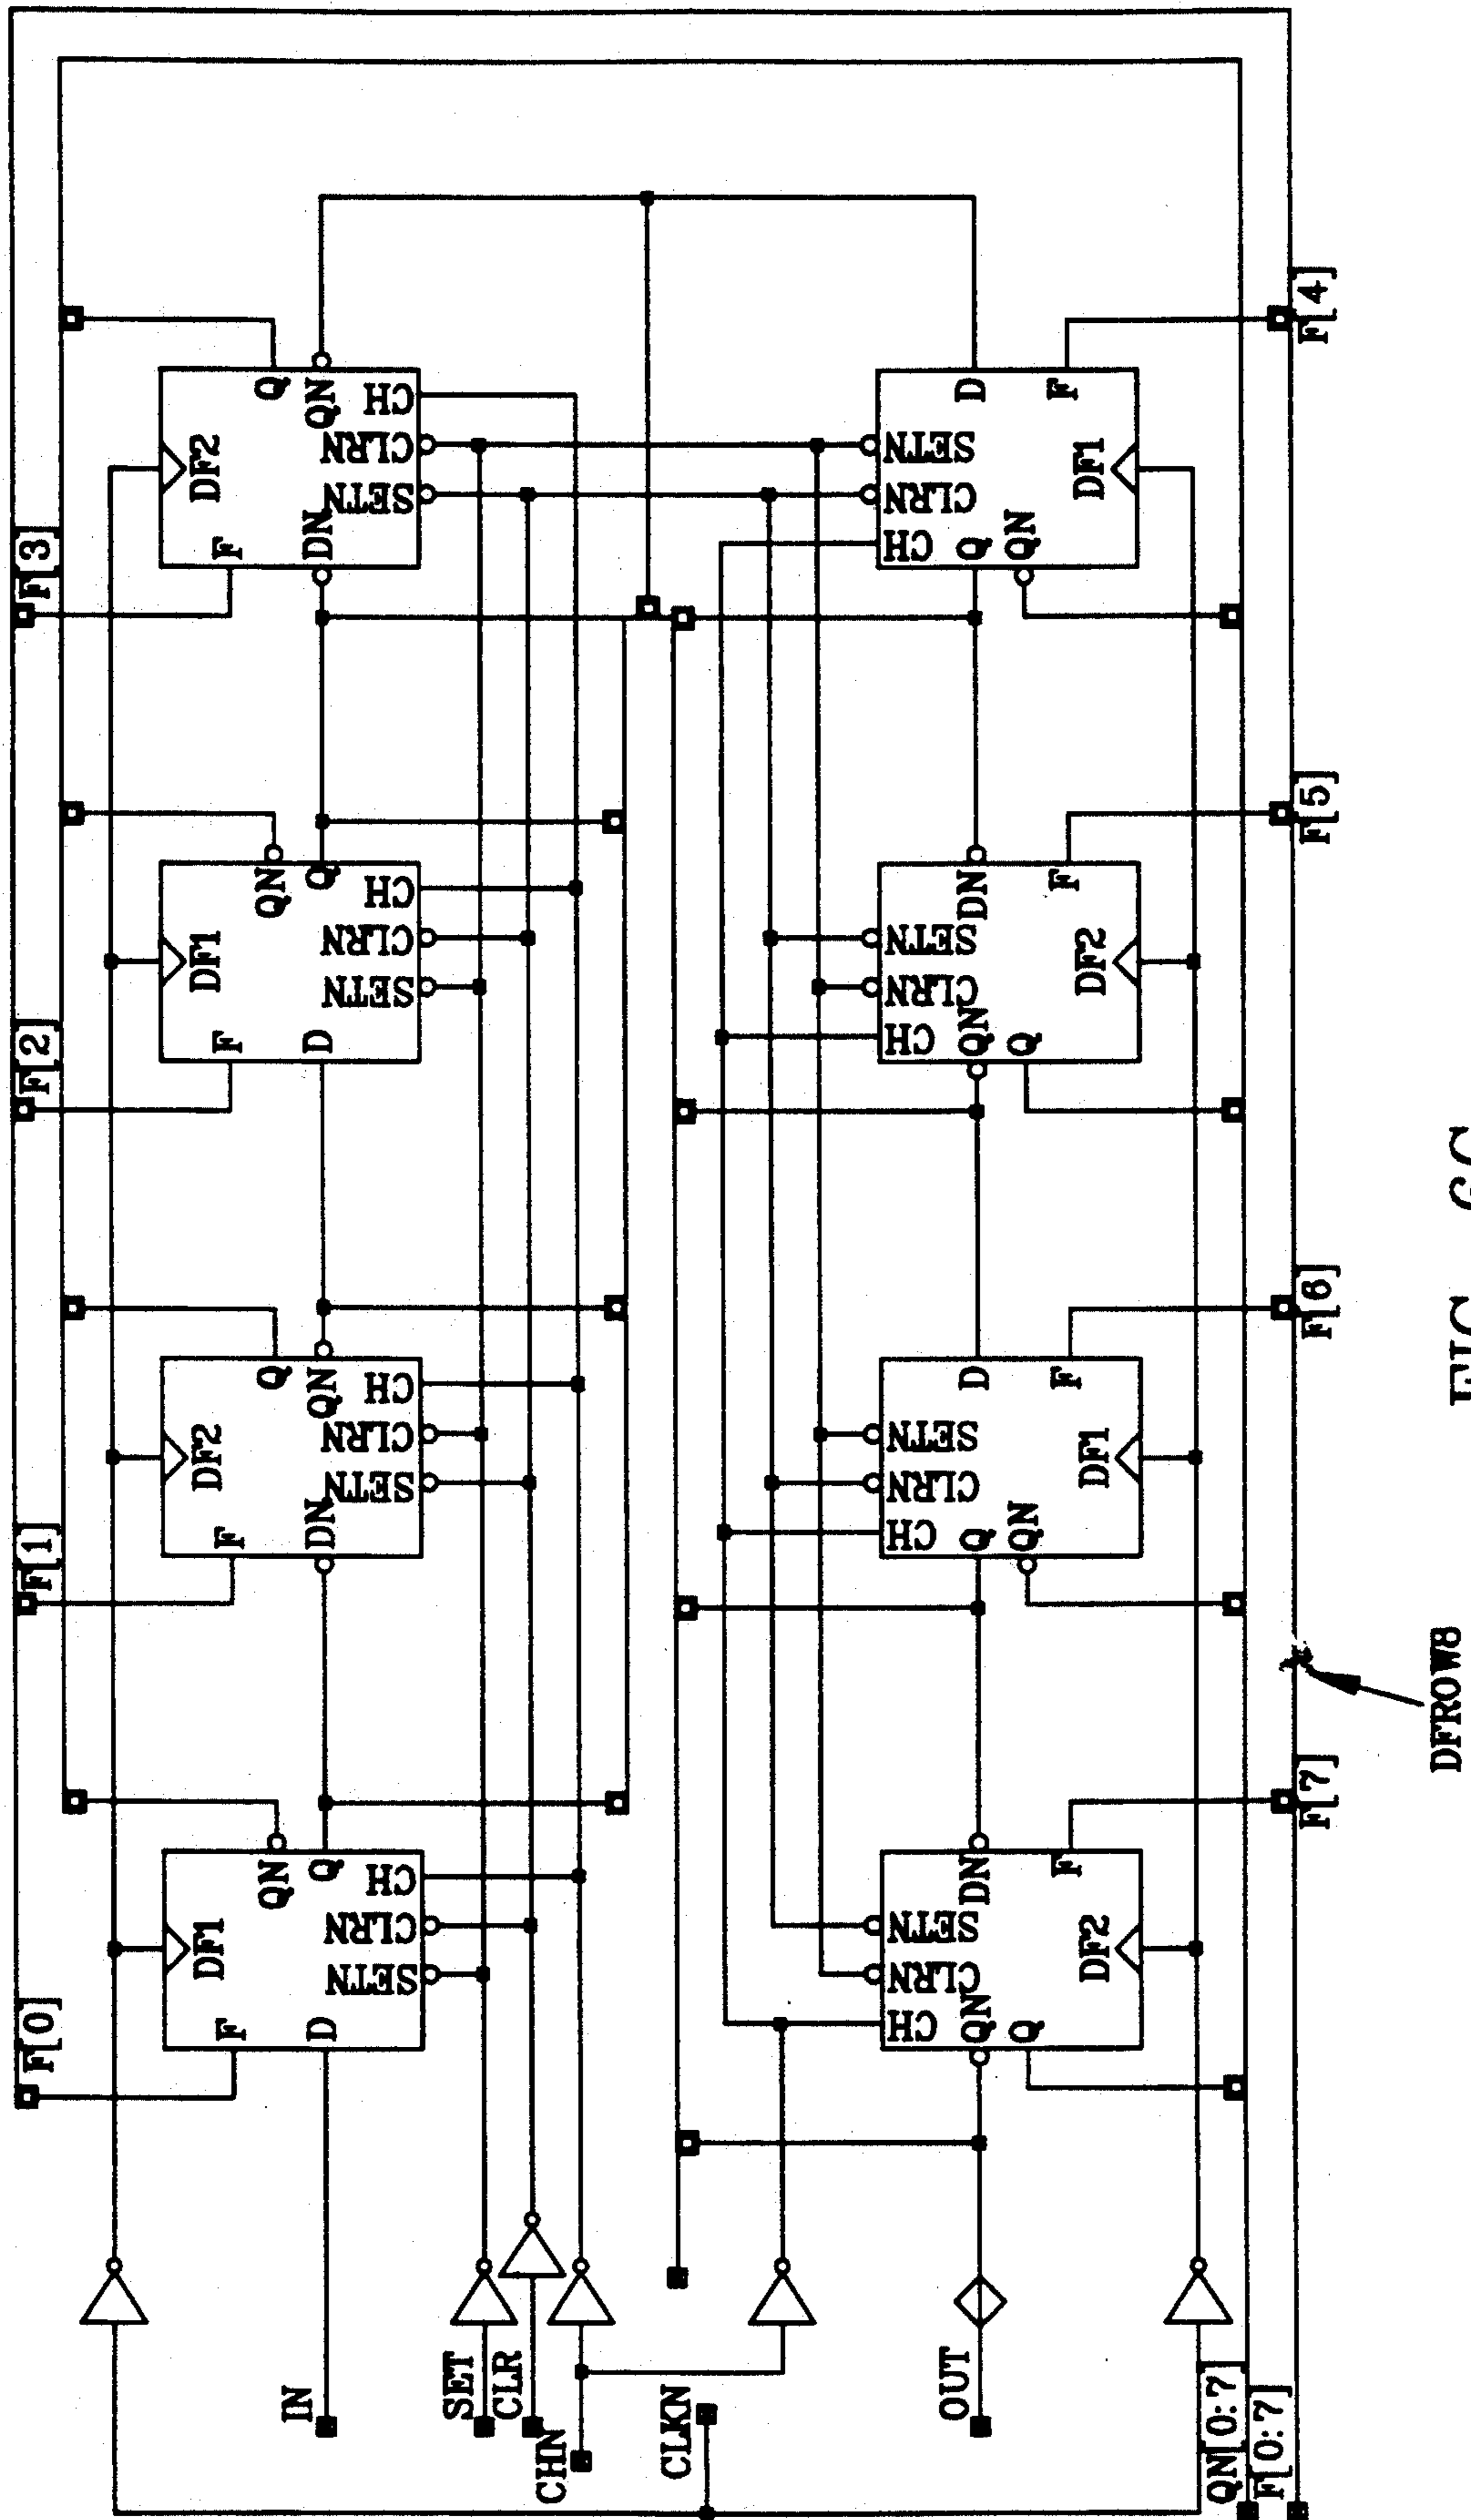 F[3]
F
DF2
Q
QN
DN
CH
CLRN
SETN
D
F
SETN
CLRN
CH
DF1
Q
QN
F[4]
F[2]
F
DF1
QN
Q
D
CH
CLRN
SETN
DN
F
SETN
CLRN
CH
DF2
QN
Q
F[5]
F[1]
F
DF2
Q
QN
DN
CH
CLRN
SETN
D
F
SETN
CLRN
CH
DF1
Q
QN
F[6]
F[0]
F
DF1
QN
Q
D
CH
CLRN
SETN
DN
F
SETN
CLRN
CH
DF2
QN
Q
F[7]
IN
SET
CLR
CHN
CLKN
OUT
QN[0:7]
F[0:7]
DFROW8
FIG 6C